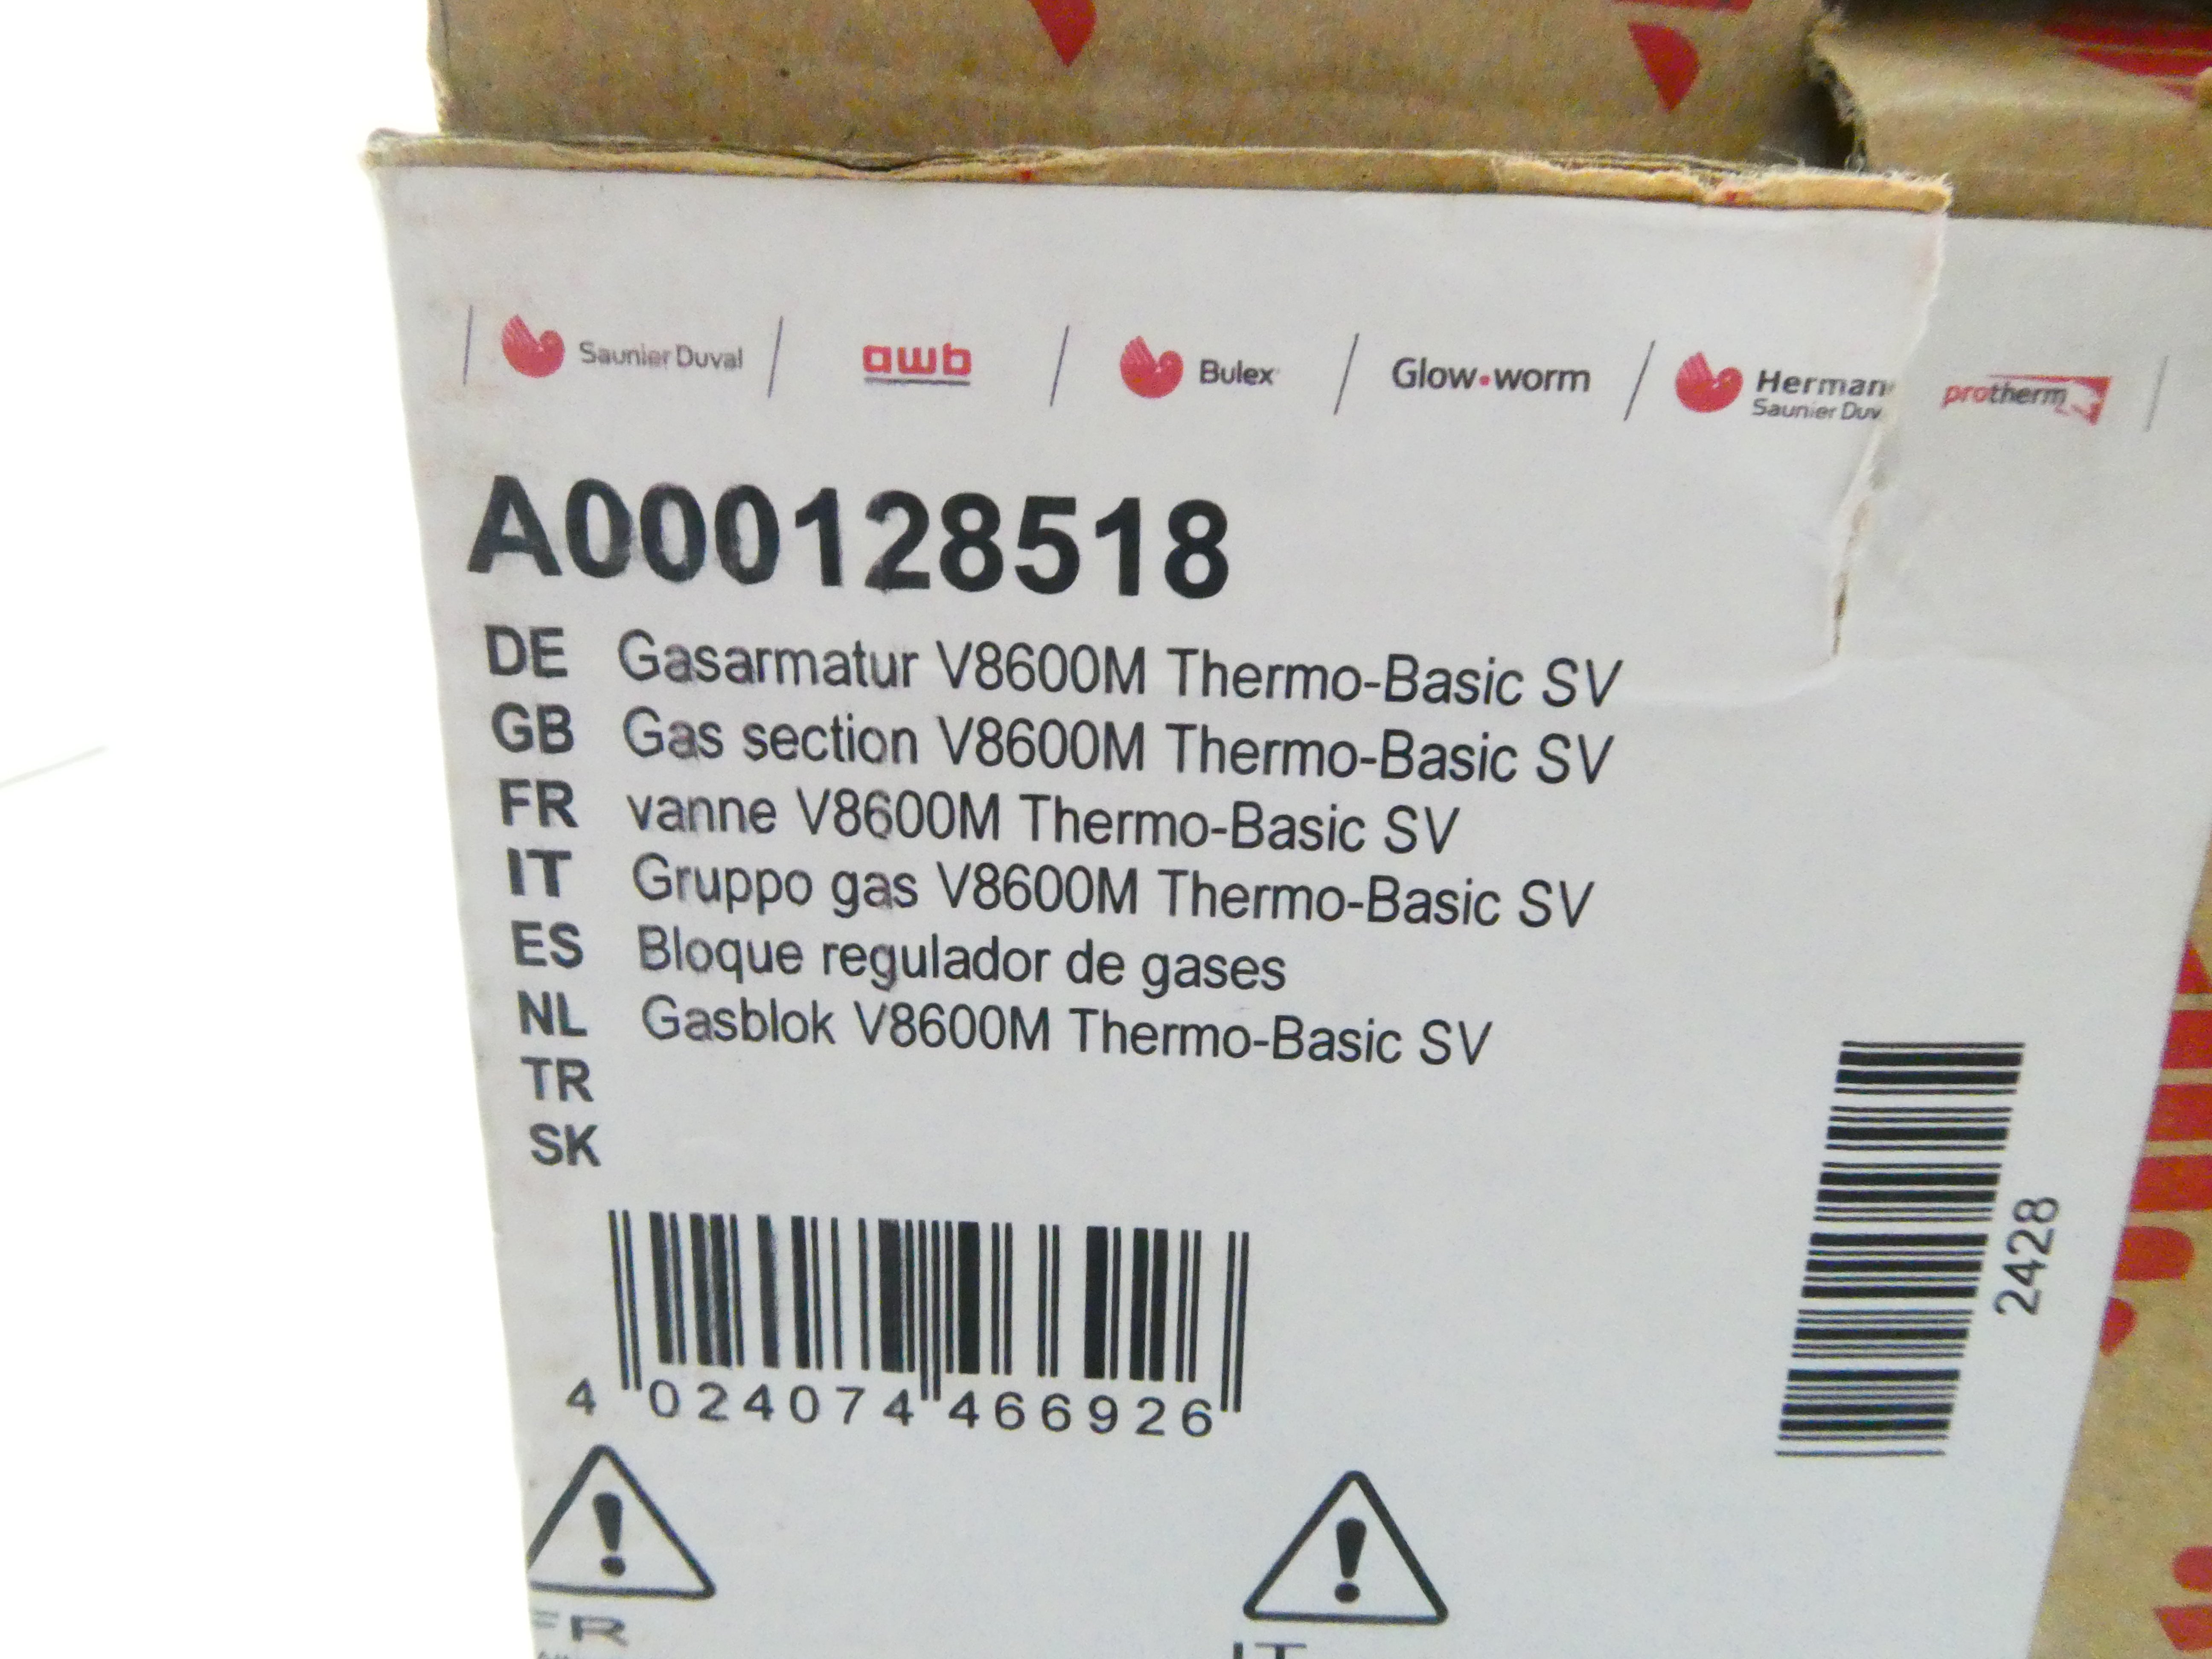 Saunier Duval awb Bulex Glow•worm Herman Saunier Duv protherm
A000128518
DE Gasarmatur V8600M Thermo-Basic SV
GB Gas section V8600M Thermo-Basic SV
FR vanne V8600M Thermo-Basic SV
IT Gruppo gas V8600M Thermo-Basic SV
ES Bloque regulador de gases
NL Gasblok V8600M Thermo-Basic SV
TR
SK
2428
4 024074 466926
FR IT